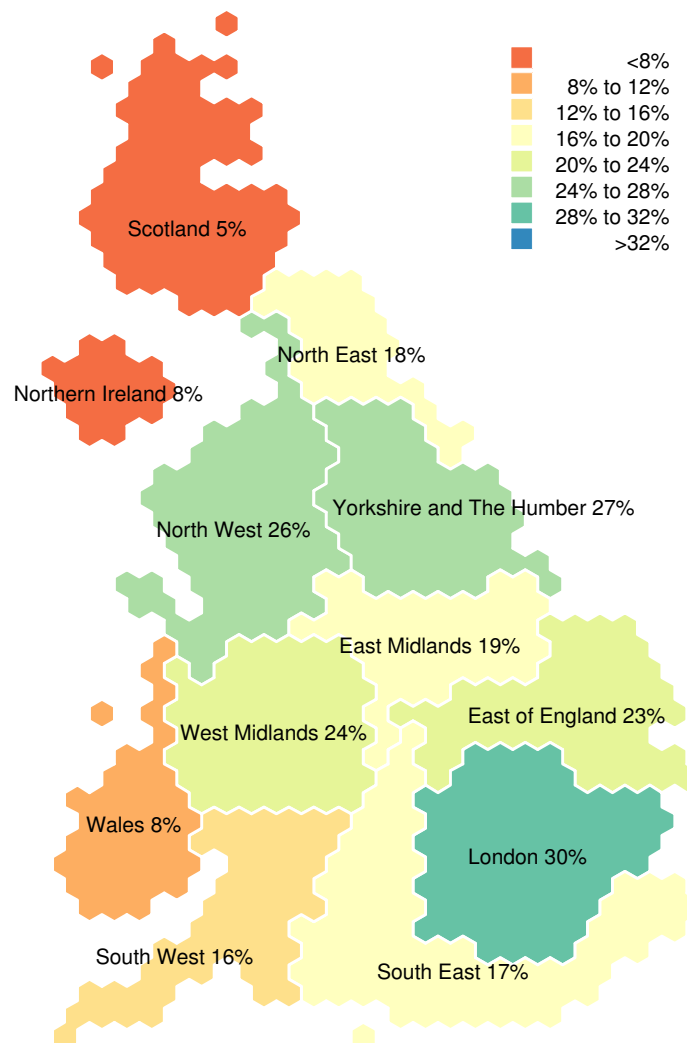 <8%
8% to 12%
12% to 16%
16% to 20%
20% to 24%
24% to 28%
28% to 32%
>32%
Scotland 5%
North East 18%
Northern Ireland 8%
Yorkshire and The Humber 27%
North West 26%
East Midlands 19%
East of England 23%
West Midlands 24%
Wales 8%
London 30%
South West 16%
South East 17%